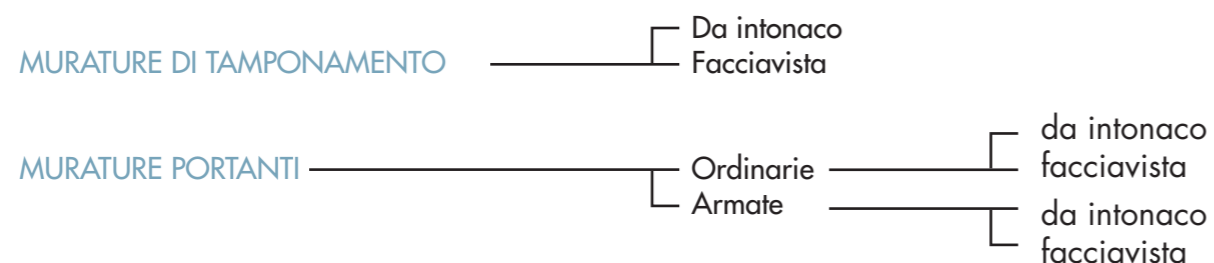 Da intonaco
MURATURE DI TAMPONAMENTO
Facciavista
da intonaco
MURATURE PORTANTI
Ordinarie
facciavista
Armate
da intonaco
facciavista